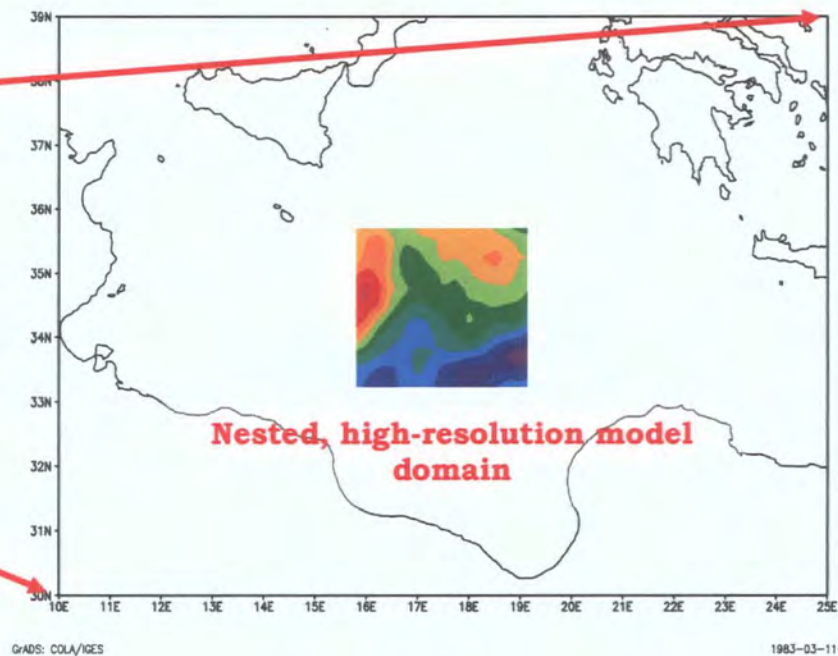 39N
38N
37N
36N
35N
34N
33N
Nested, high-resolution model
domain
32N
31N
30N
10E 11E 12E 13E 14E 15E 16E 17E 18E 19E 20E 21E 22E 23E 24E 25E
GrADS: COLA/IGES 1983-03-11